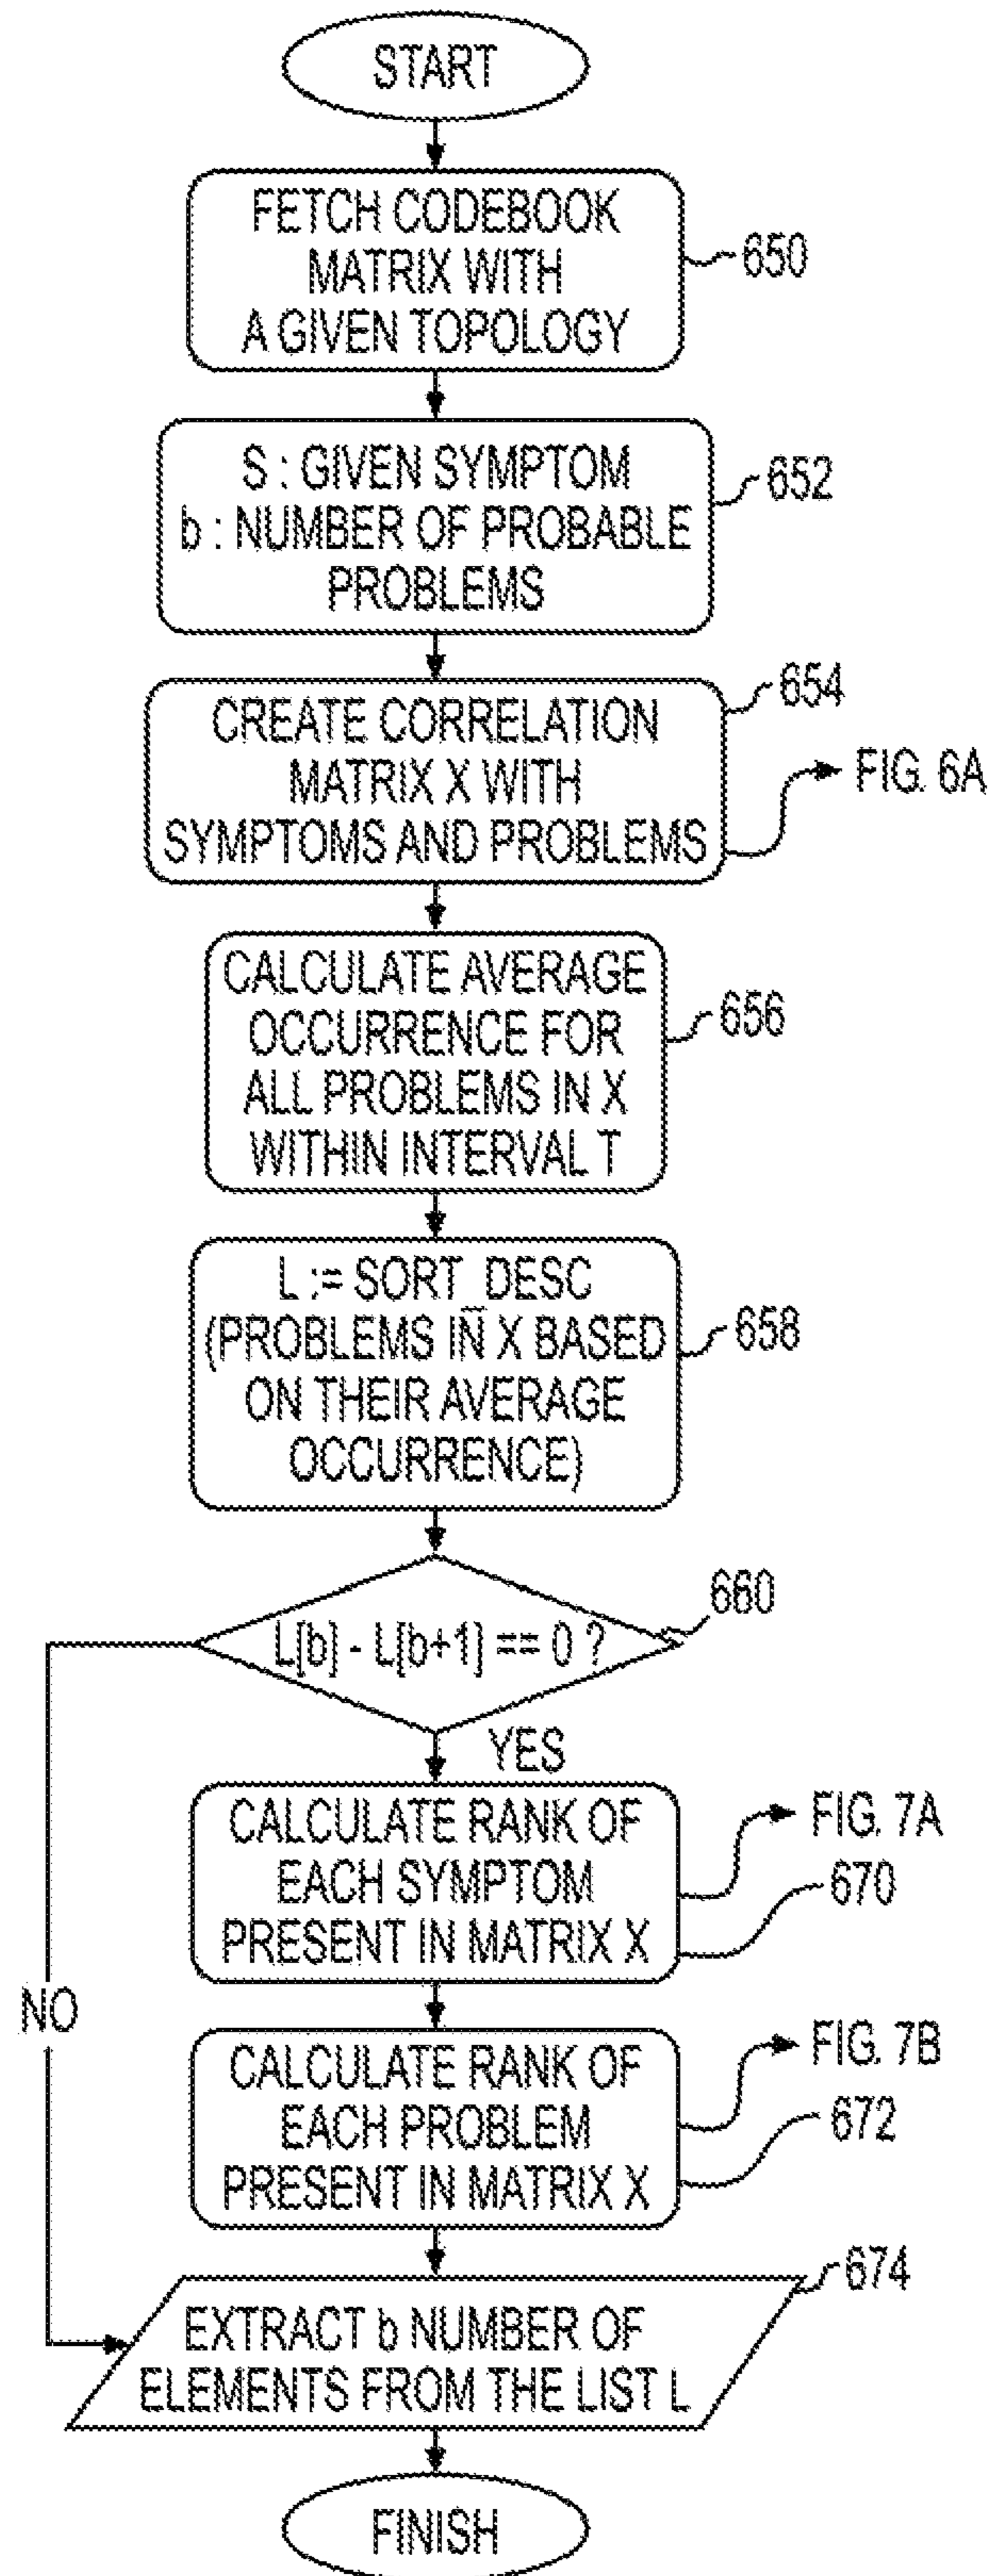 START
FETCH CODEBOOK
MATRIX WITH
A GIVEN TOPOLOGY
650
S : GIVEN SYMPTOM
b : NUMBER OF PROBABLE
PROBLEMS
652
CREATE CORRELATION
MATRIX X WITH
SYMPTOMS AND PROBLEMS
654
FIG. 6A
CALCULATE AVERAGE
OCCURRENCE FOR
ALL PROBLEMS IN X
WITHIN INTERVAL T
656
L := SORT_DESC
(PROBLEMS IN X BASED
ON THEIR AVERAGE
OCCURRENCE)
658
L[b] - L[b+1] == 0 ?
660
YES
NO
CALCULATE RANK OF
EACH SYMPTOM
PRESENT IN MATRIX X
FIG. 7A
670
CALCULATE RANK OF
EACH PROBLEM
PRESENT IN MATRIX X
FIG. 7B
672
EXTRACT b NUMBER OF
ELEMENTS FROM THE LIST L
674
FINISH